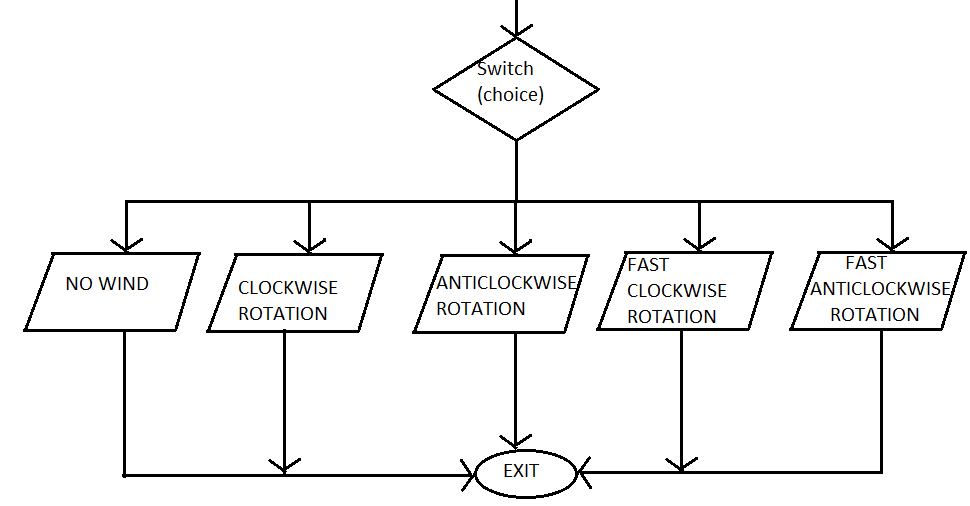 Switch
(choice)
NO WIND
CLOCKWISE
ROTATION
ANTICLOCKWISE
ROTATION
FAST
CLOCKWISE
ROTATION
FAST
ANTICLOCKWISE
ROTATION
EXIT